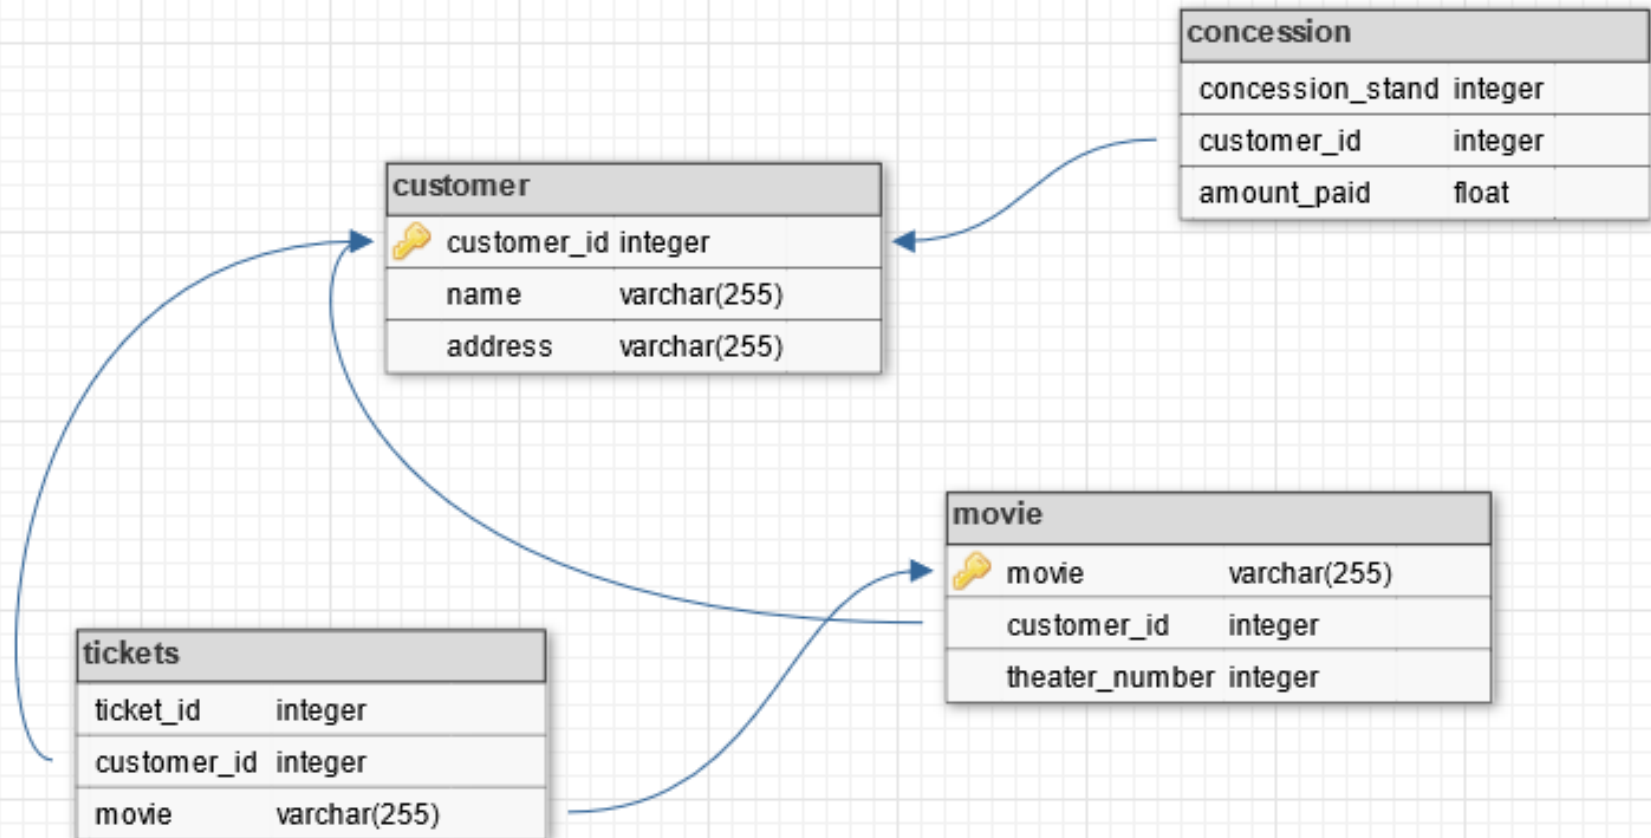 concession
concession_stand integer
customer_id integer
amount_paid float
customer
customer_id integer
name varchar(255)
address varchar(255)
movie
movie varchar(255)
customer_id integer
theater_number integer
tickets
ticket_id integer
customer_id integer
movie varchar(255)